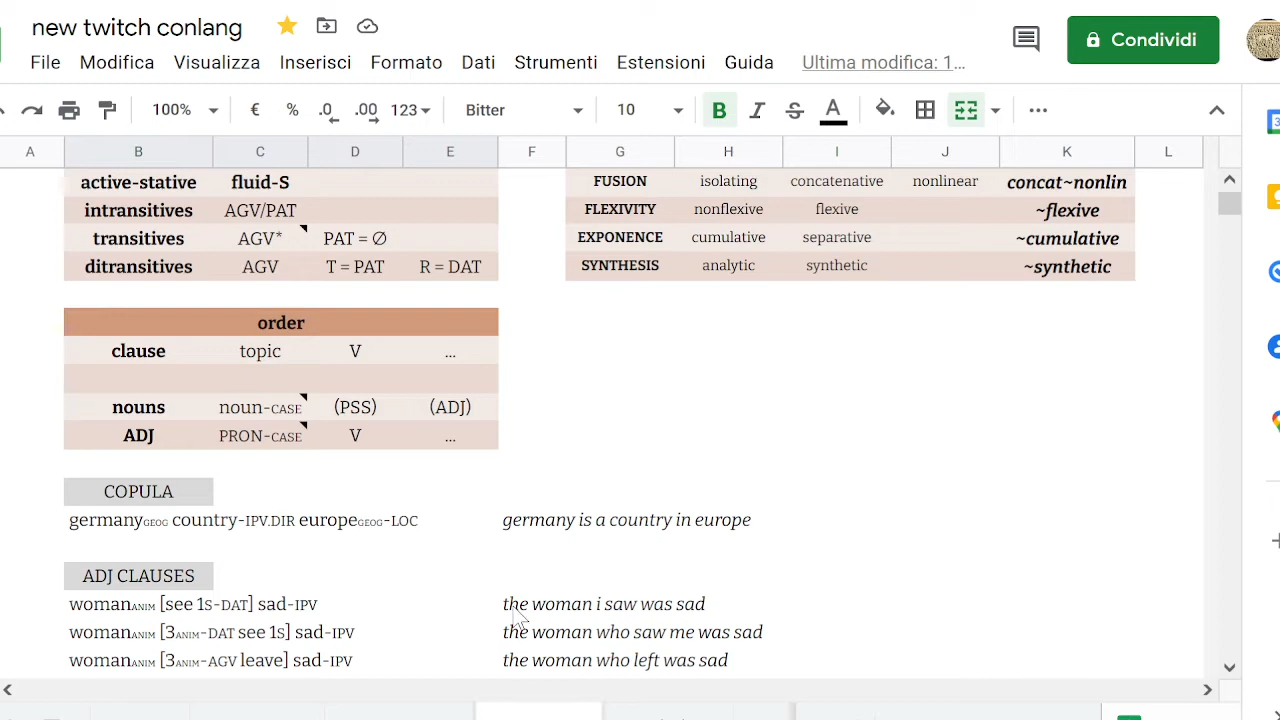 new twitch conlang
Condividi
File Modifica Visualizza Inserisci Formato Dati Strumenti Estensioni Guida Ultima modifica: 1…
100% € % .0 .00 123 Bitter 10 B I S A
A B C D E F G H I J K L
active-stative fluid-S FUSION isolating concatenative nonlinear concat~nonlin
intransitives AGV/PAT FLEXIVITY nonflexive flexive ~flexive
transitives AGV* PAT = Ø EXPONENCE cumulative separative ~cumulative
ditransitives AGV T = PAT R = DAT SYNTHESIS analytic synthetic ~synthetic
order
clause topic V ...
nouns noun-CASE (PSS) (ADJ)
ADJ PRON-CASE V ...
COPULA
germanyGEOG country-IPV.DIR europeGEOG-LOC germany is a country in europe
ADJ CLAUSES
womanANIM [see 1S-DAT] sad-IPV the woman i saw was sad
womanANIM [3ANIM-DAT see 1S] sad-IPV the woman who saw me was sad
womanANIM [3ANIM-AGV leave] sad-IPV the woman who left was sad